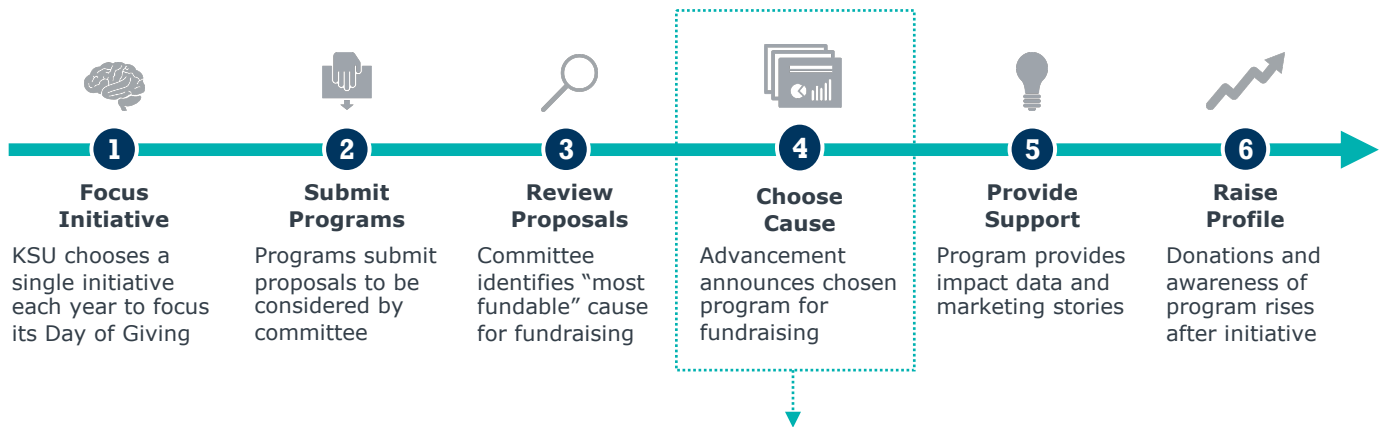 1
Focus
Initiative
KSU chooses a
single initiative
each year to focus
its Day of Giving
2
Submit
Programs
Programs submit
proposals to be
considered by
committee
3
Review
Proposals
Committee
identifies “most
fundable” cause
for fundraising
4
Choose
Cause
Advancement
announces chosen
program for
fundraising
5
Provide
Support
Program provides
impact data and
marketing stories
6
Raise
Profile
Donations and
awareness of
program rises
after initiative